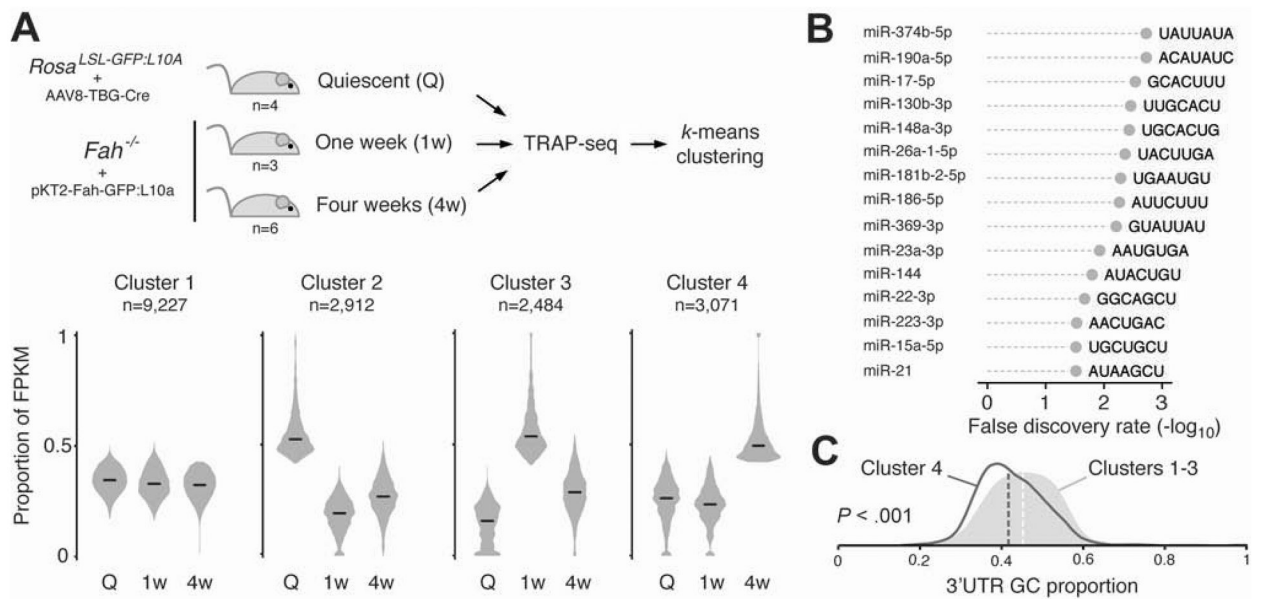 A
Rosa LSL-GFP:L10A
+
AAV8-TBG-Cre
Fah-/-
+
pKT2-Fah-GFP:L10a
n=4
n=3
n=6
Quiescent (Q)
One week (1w)
Four weeks (4w)
TRAP-seq
k-means
clustering
Cluster 1
n=9,227
Cluster 2
n=2,912
Cluster 3
n=2,484
Cluster 4
n=3,071
Proportion of FPKM
1
0.5
0
Q 1w 4w
Q 1w 4w
Q 1w 4w
Q 1w 4w
B
miR-374b-5p UAUUAUA
miR-190a-5p ACAUAUC
miR-17-5p GCACUUU
miR-130b-3p UUGCACU
miR-148a-3p UGCACUG
miR-26a-1-5p UACUUGA
miR-181b-2-5p UGAAUGU
miR-186-5p AUUCUUU
miR-369-3p GUAUUAU
miR-23a-3p AAUGUGA
miR-144 AUACUGU
miR-22-3p GGCAGCU
miR-223-3p AACUGAC
miR-15a-5p UGCUGCU
miR-21 AUAAGCU
0 1 2 3
False discovery rate (-log10)
C
Cluster 4
Clusters 1-3
P < .001
0 0.2 0.4 0.6 0.8 1
3'UTR GC proportion